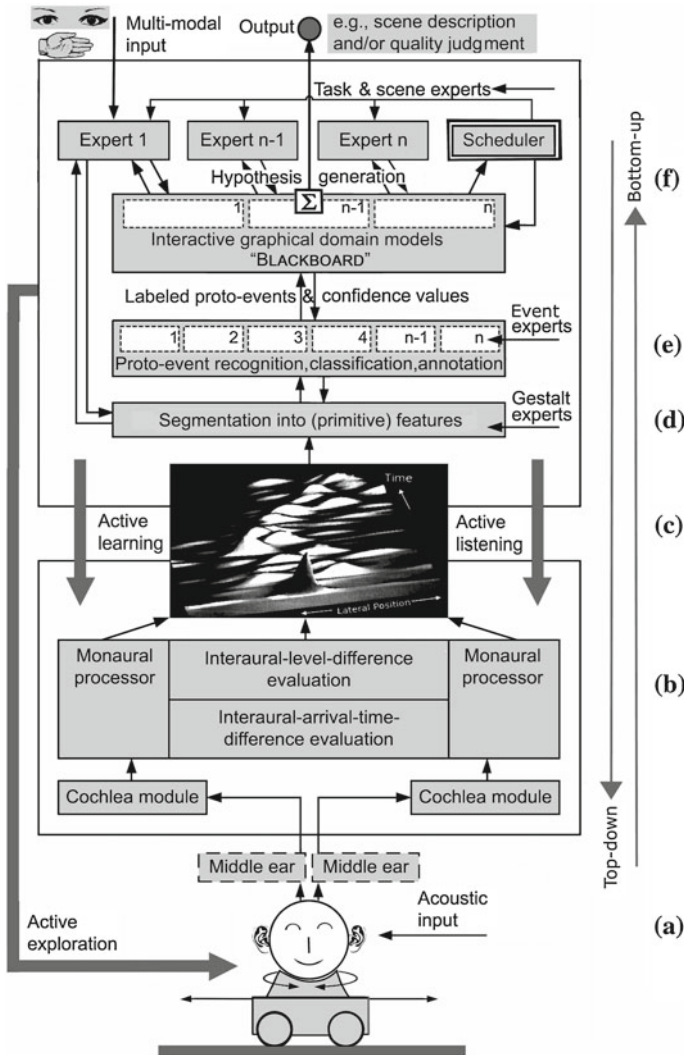 Multi-modal
input
Output
e.g., scene description
and/or quality judgment
Task & scene experts
Expert 1
Expert n-1
Expert n
Scheduler
Hypothesis generation
(f)
Bottom-up
Σ
1
n-1
n
Interactive graphical domain models
“BLACKBOARD”
Labeled proto-events & confidence values
Event
experts
1
2
3
4
n-1
n
(e)
Proto-event recognition,classification,annotation
Gestalt
experts
Segmentation into (primitive) features
(d)
Time
Active
learning
Active
listening
(c)
Lateral Position
Monaural
processor
Interaural-level-difference
evaluation
Monaural
processor
(b)
Interaural-arrival-time-
difference evaluation
Cochlea module
Cochlea module
Top-down
Middle ear
Middle ear
Acoustic
input
(a)
Active
exploration